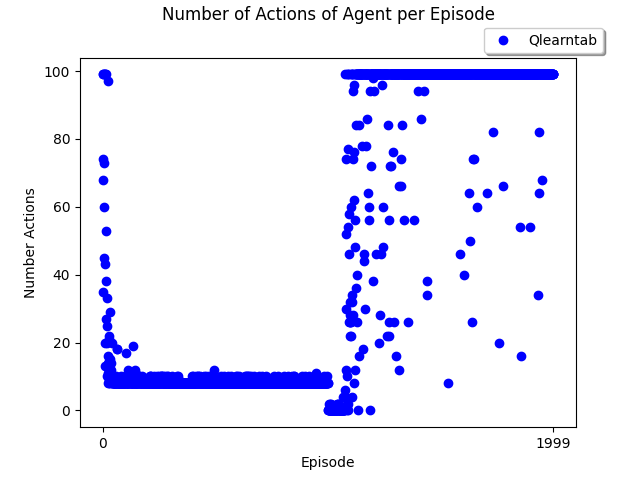 Number of Actions of Agent per Episode
Qlearntab
100
80
60
40
20
0
Number Actions
0
1999
Episode